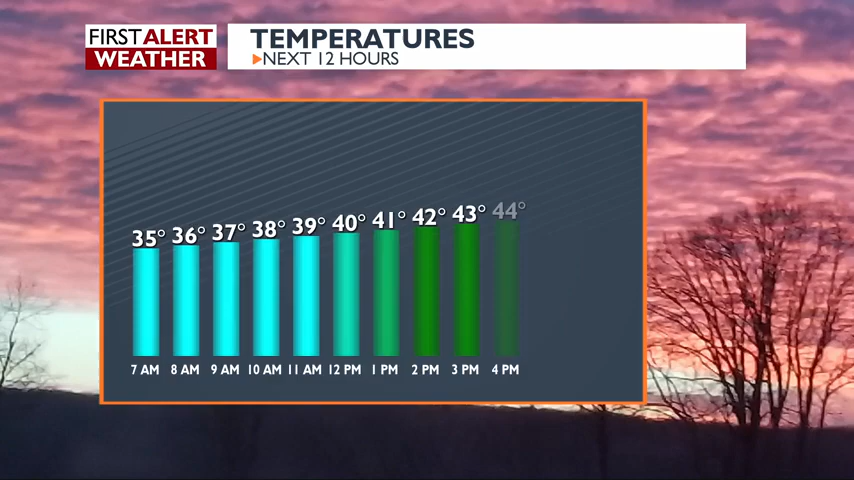 FIRST ALERT
WEATHER
TEMPERATURES
NEXT 12 HOURS
35° 36° 37° 38° 39° 40° 41° 42° 43° 44°
7 AM 8 AM 9 AM 10 AM 11 AM 12 PM 1 PM 2 PM 3 PM 4 PM